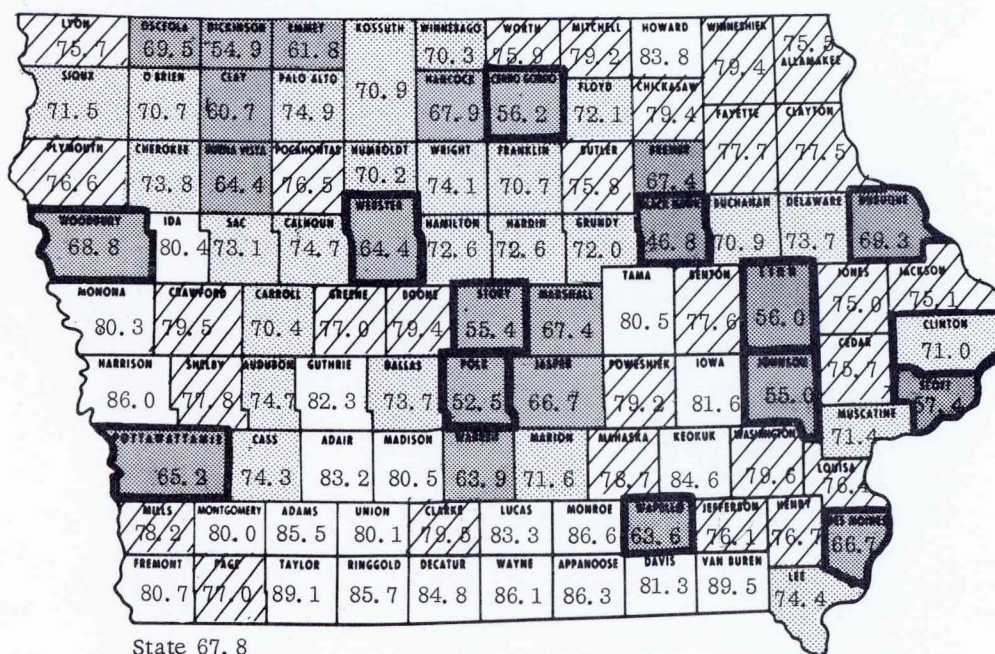 LYON OSCEOLA DICKINSON EMMET KOSSUTH WINNEBAGO WORTH MITCHELL HOWARD WINNESHIEK 75.5
75.7 69.5 54.9 61.8 70.3 75.9 79.2 83.8 79.4 ALLAMAKEE
SIOUX O BRIEN CLAY PALO ALTO 70.9 HANCOCK CERRO GORDO FLOYD CHICKASAW
71.5 70.7 60.7 74.9 67.9 56.2 72.1 79.4 FAYETTE CLAYTON
PLYMOUTH CHEROKEE BUENA VISTA POCAHONTAS HUMBOLDT WRIGHT FRANKLIN BUTLER BREMER 77.7 77.5
76.6 73.8 64.4 76.5 70.2 74.1 70.7 75.8 67.4
WOODBURY IDA SAC CALHOUN WEBSTER HAMILTON HARDIN GRUNDY BLACK HAWK BUCHANAN DELAWARE DUBUQUE
68.8 80.4 73.1 74.7 64.4 72.6 72.6 72.0 46.8 70.9 73.7 69.3
MONONA CRAWFORD CARROLL GREENE BOONE STORY MARSHALL TAMA BENTON LINN JONES JACKSON
80.3 79.5 70.4 77.0 79.4 55.4 67.4 80.5 77.6 56.0 75.0 75.1
HARRISON SHELBY AUDUBON GUTHRIE DALLAS POLK JASPER POWESHIEK IOWA JOHNSON CEDAR CLINTON
86.0 77.8 74.7 82.3 73.7 52.5 66.7 79.2 81.6 55.0 75.7 71.0
SCOTT
57.4
POTTAWATTAMIE CASS ADAIR MADISON WARREN MARION MAHASKA KEOKUK WASHINGTON MUSCATINE
65.2 74.3 83.2 80.5 63.9 71.6 78.7 84.6 79.6 71.4
LOUISA
76.4
MILLS MONTGOMERY ADAMS UNION CLARKE LUCAS MONROE WAPELLO JEFFERSON HENRY DES MOINES
78.2 80.0 85.5 80.1 79.5 83.3 86.6 63.6 76.1 76.7 66.7
FREMONT PAGE TAYLOR RINGGOLD DECATUR WAYNE APPANOOSE DAVIS VAN BUREN LEE
80.7 77.0 89.1 85.7 84.8 86.1 86.3 81.3 89.5 74.4
State 67.8